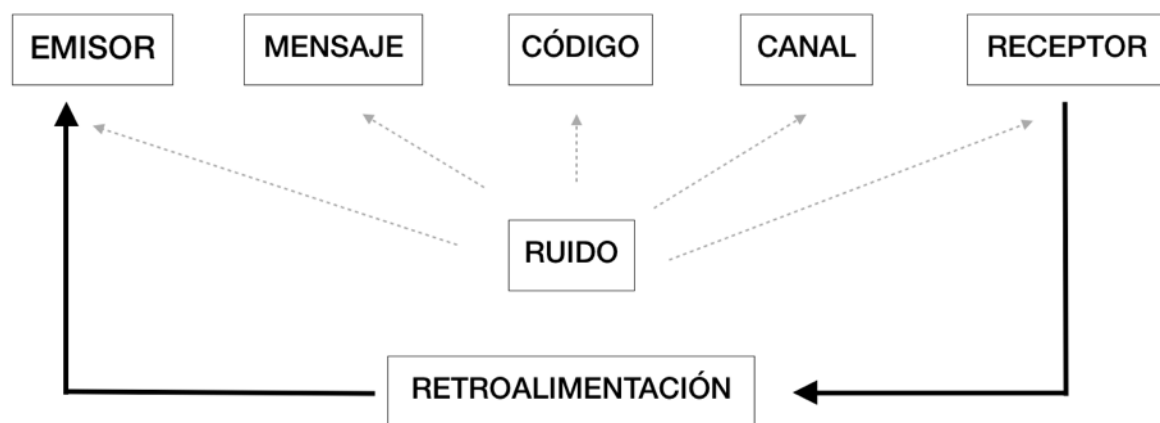 EMISOR
MENSAJE
CÓDIGO
CANAL
RECEPTOR
RUIDO
RETROALIMENTACIÓN